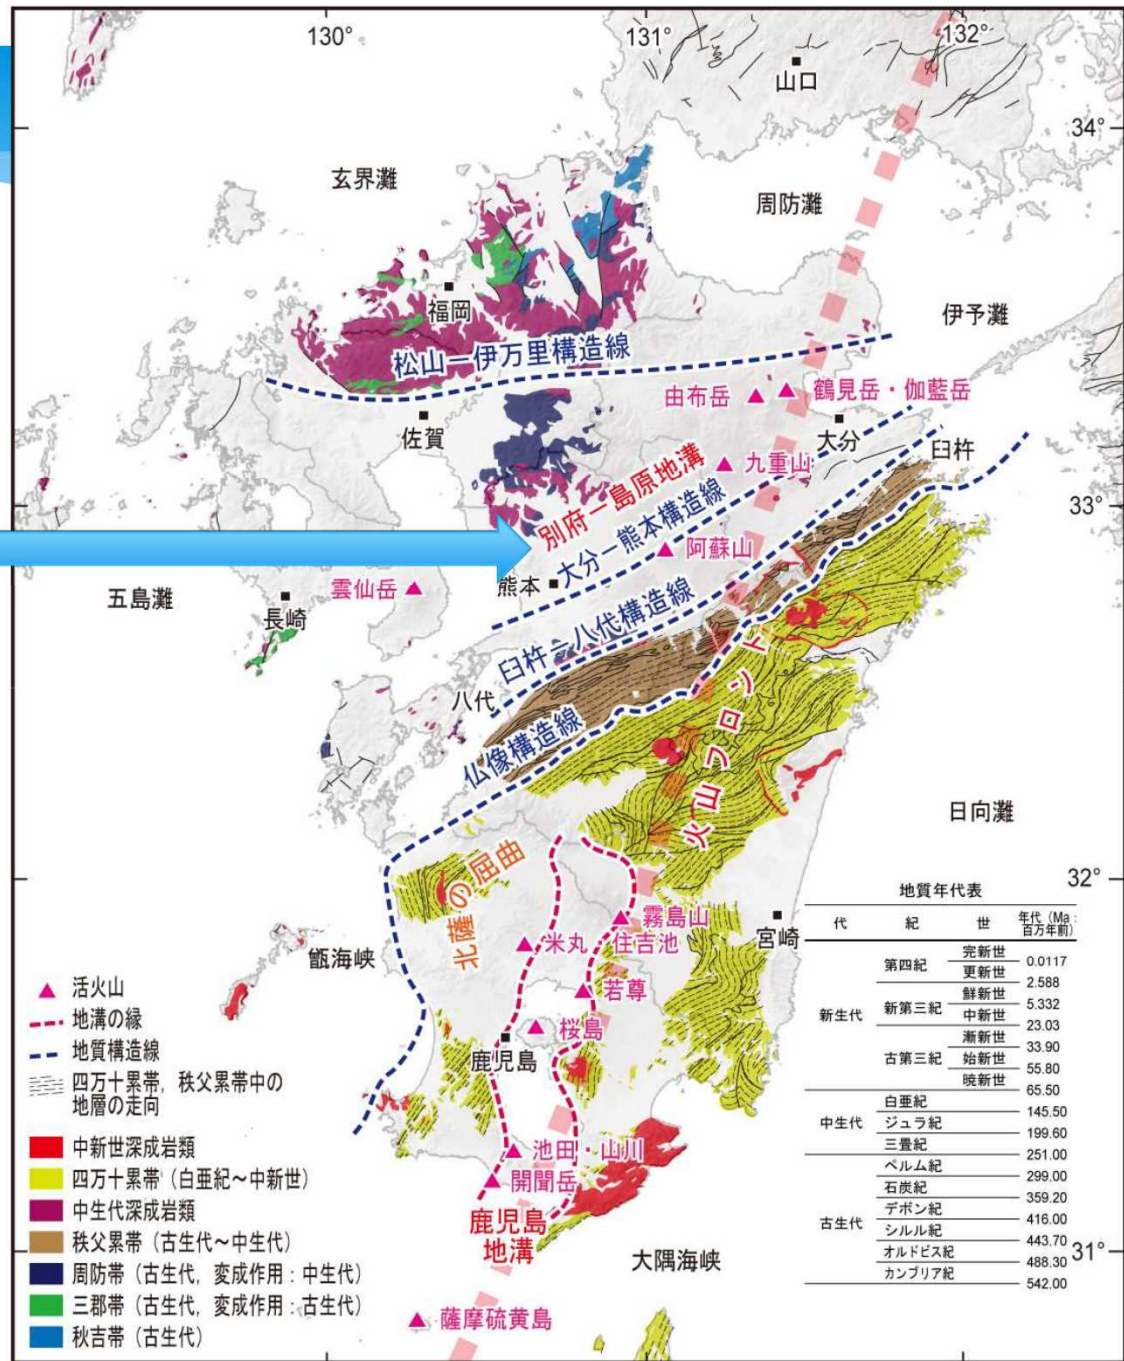 130°
131°
132°
山口
34°
玄界灘
周防灘
福岡
伊予灘
松山－伊万里構造線
由布岳
鶴見岳・伽藍岳
佐賀
大分
臼杵
九重山
別府－島原地溝
33°
大分－熊本構造線
阿蘇山
熊本
雲仙岳
五島灘
長崎
臼杵－八代構造線
八代
仏像構造線
火山フロント
日向灘
32°
北薩の屈曲
霧島山
米丸・住吉池
宮崎
甑海峡
若尊
桜島
鹿児島
池田・山川
開聞岳
鹿児島
地溝
大隅海峡
31°
薩摩硫黄島
活火山
地溝の縁
地質構造線
四万十累帯，秩父累帯中の
地層の走向
中新世深成岩類
四万十累帯（白亜紀～中新世）
中生代深成岩類
秩父累帯（古生代～中生代）
周防帯（古生代，変成作用：中生代）
三郡帯（古生代，変成作用：古生代）
秋吉帯（古生代）
地質年代表
代 紀 世 年代（Ma：
百万年前）
新生代 第四紀 完新世
0.0117
更新世
2.588
新第三紀 鮮新世
5.332
中新世
23.03
古第三紀 漸新世
33.90
始新世
55.80
暁新世
65.50
中生代 白亜紀
145.50
ジュラ紀
199.60
三畳紀
251.00
古生代 ペルム紀
299.00
石炭紀
359.20
デボン紀
416.00
シルル紀
443.70
オルドビス紀
488.30
カンブリア紀
542.00